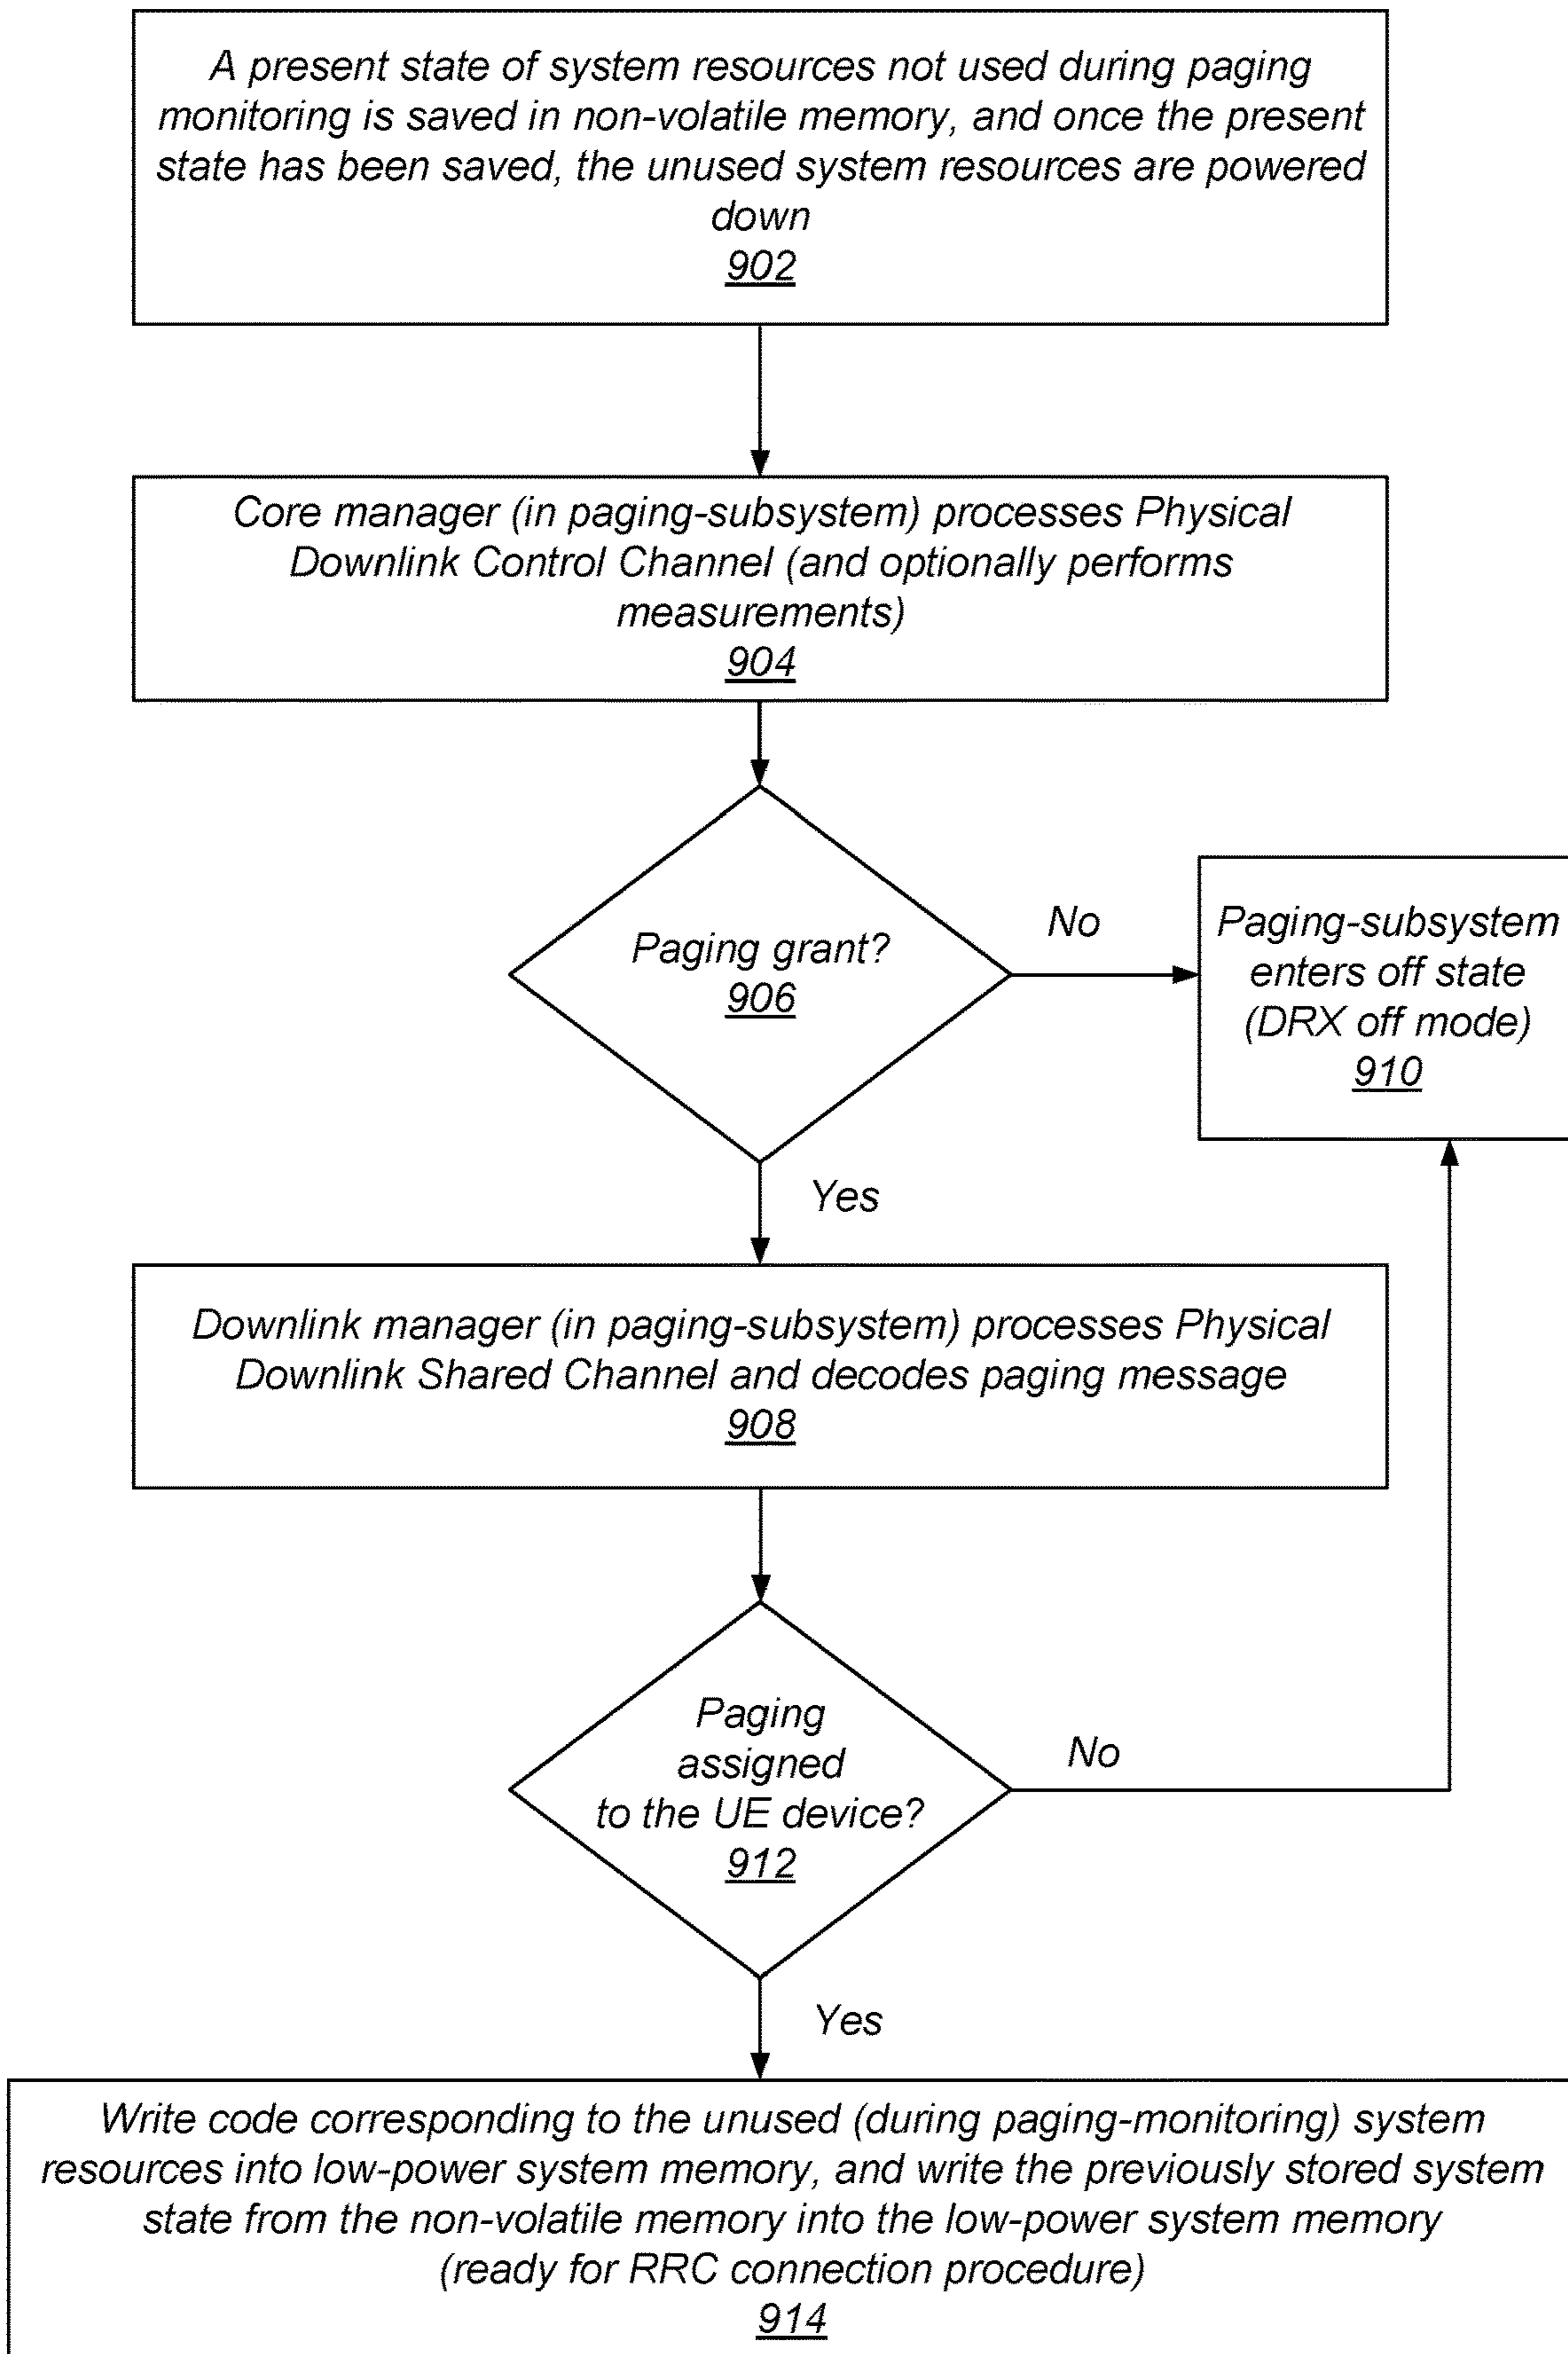 A present state of system resources not used during paging
monitoring is saved in non-volatile memory, and once the present
state has been saved, the unused system resources are powered
down
902
Core manager (in paging-subsystem) processes Physical
Downlink Control Channel (and optionally performs
measurements)
904
Paging grant?
906
No
Paging-subsystem
enters off state
(DRX off mode)
910
Yes
Downlink manager (in paging-subsystem) processes Physical
Downlink Shared Channel and decodes paging message
908
Paging
assigned
to the UE device?
912
No
Yes
Write code corresponding to the unused (during paging-monitoring) system
resources into low-power system memory, and write the previously stored system
state from the non-volatile memory into the low-power system memory
(ready for RRC connection procedure)
914